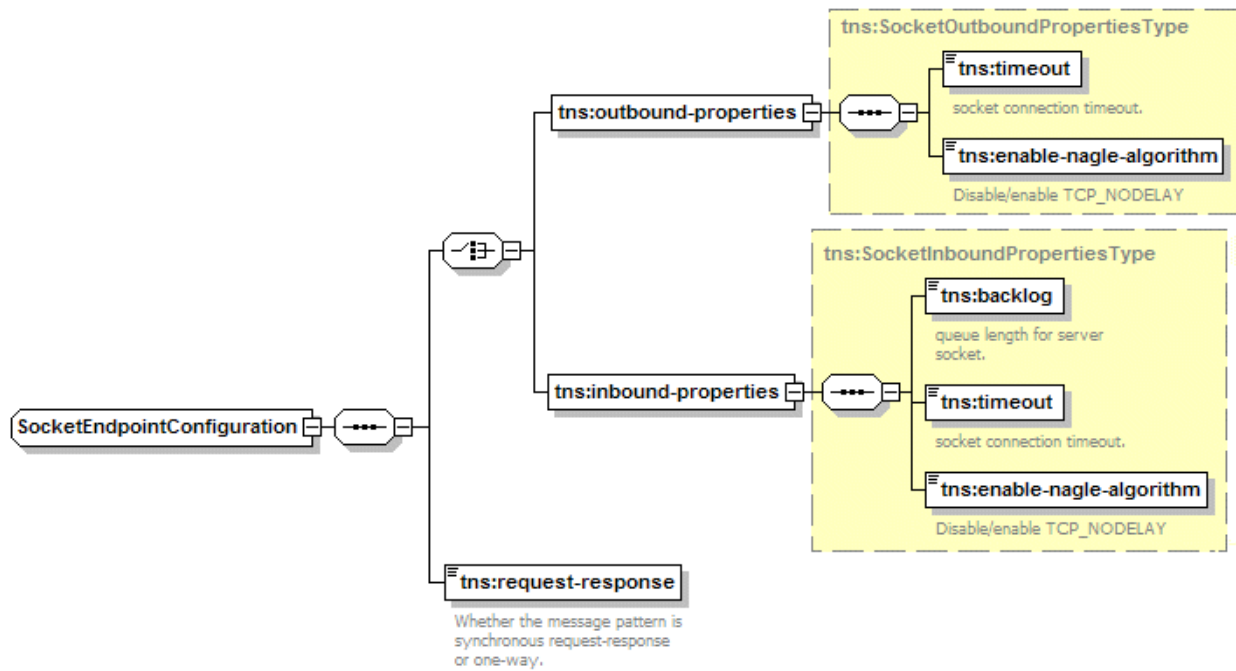 tns:SocketOutboundPropertiesType
tns:timeout
socket connection timeout.
tns:outbound-properties
tns:enable-nagle-algorithm
Disable/enable TCP_NODELAY
tns:SocketInboundPropertiesType
tns:backlog
queue length for server
socket.
tns:inbound-properties
tns:timeout
socket connection timeout.
SocketEndpointConfiguration
tns:enable-nagle-algorithm
Disable/enable TCP_NODELAY
tns:request-response
Whether the message pattern is
synchronous request-response
or one-way.